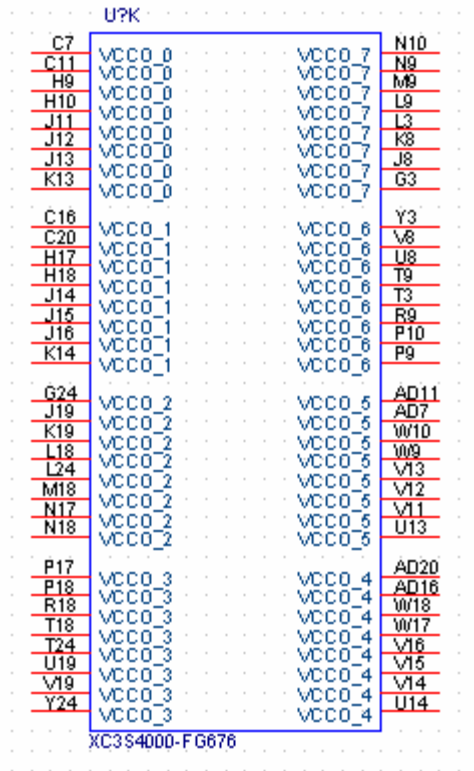 U?K
C7 VCCO_0 VCCO_7 N10
C11 VCCO_0 VCCO_7 N9
H9 VCCO_0 VCCO_7 M9
H10 VCCO_0 VCCO_7 L9
J11 VCCO_0 VCCO_7 L3
J12 VCCO_0 VCCO_7 K8
J13 VCCO_0 VCCO_7 J8
K13 VCCO_0 VCCO_7 G3
C16 VCCO_1 VCCO_6 Y3
C20 VCCO_1 VCCO_6 V8
H17 VCCO_1 VCCO_6 U8
H18 VCCO_1 VCCO_6 T9
J14 VCCO_1 VCCO_6 T3
J15 VCCO_1 VCCO_6 R9
J16 VCCO_1 VCCO_6 P10
K14 VCCO_1 VCCO_6 P9
G24 VCCO_2 VCCO_5 AD11
J19 VCCO_2 VCCO_5 AD7
K19 VCCO_2 VCCO_5 W10
L18 VCCO_2 VCCO_5 W9
L24 VCCO_2 VCCO_5 V13
M18 VCCO_2 VCCO_5 V12
N17 VCCO_2 VCCO_5 V11
N18 VCCO_2 VCCO_5 U13
P17 VCCO_3 VCCO_4 AD20
P18 VCCO_3 VCCO_4 AD16
R18 VCCO_3 VCCO_4 W18
T18 VCCO_3 VCCO_4 W17
T24 VCCO_3 VCCO_4 V16
U19 VCCO_3 VCCO_4 V15
V19 VCCO_3 VCCO_4 V14
Y24 VCCO_3 VCCO_4 U14
XC3S4000-FG676